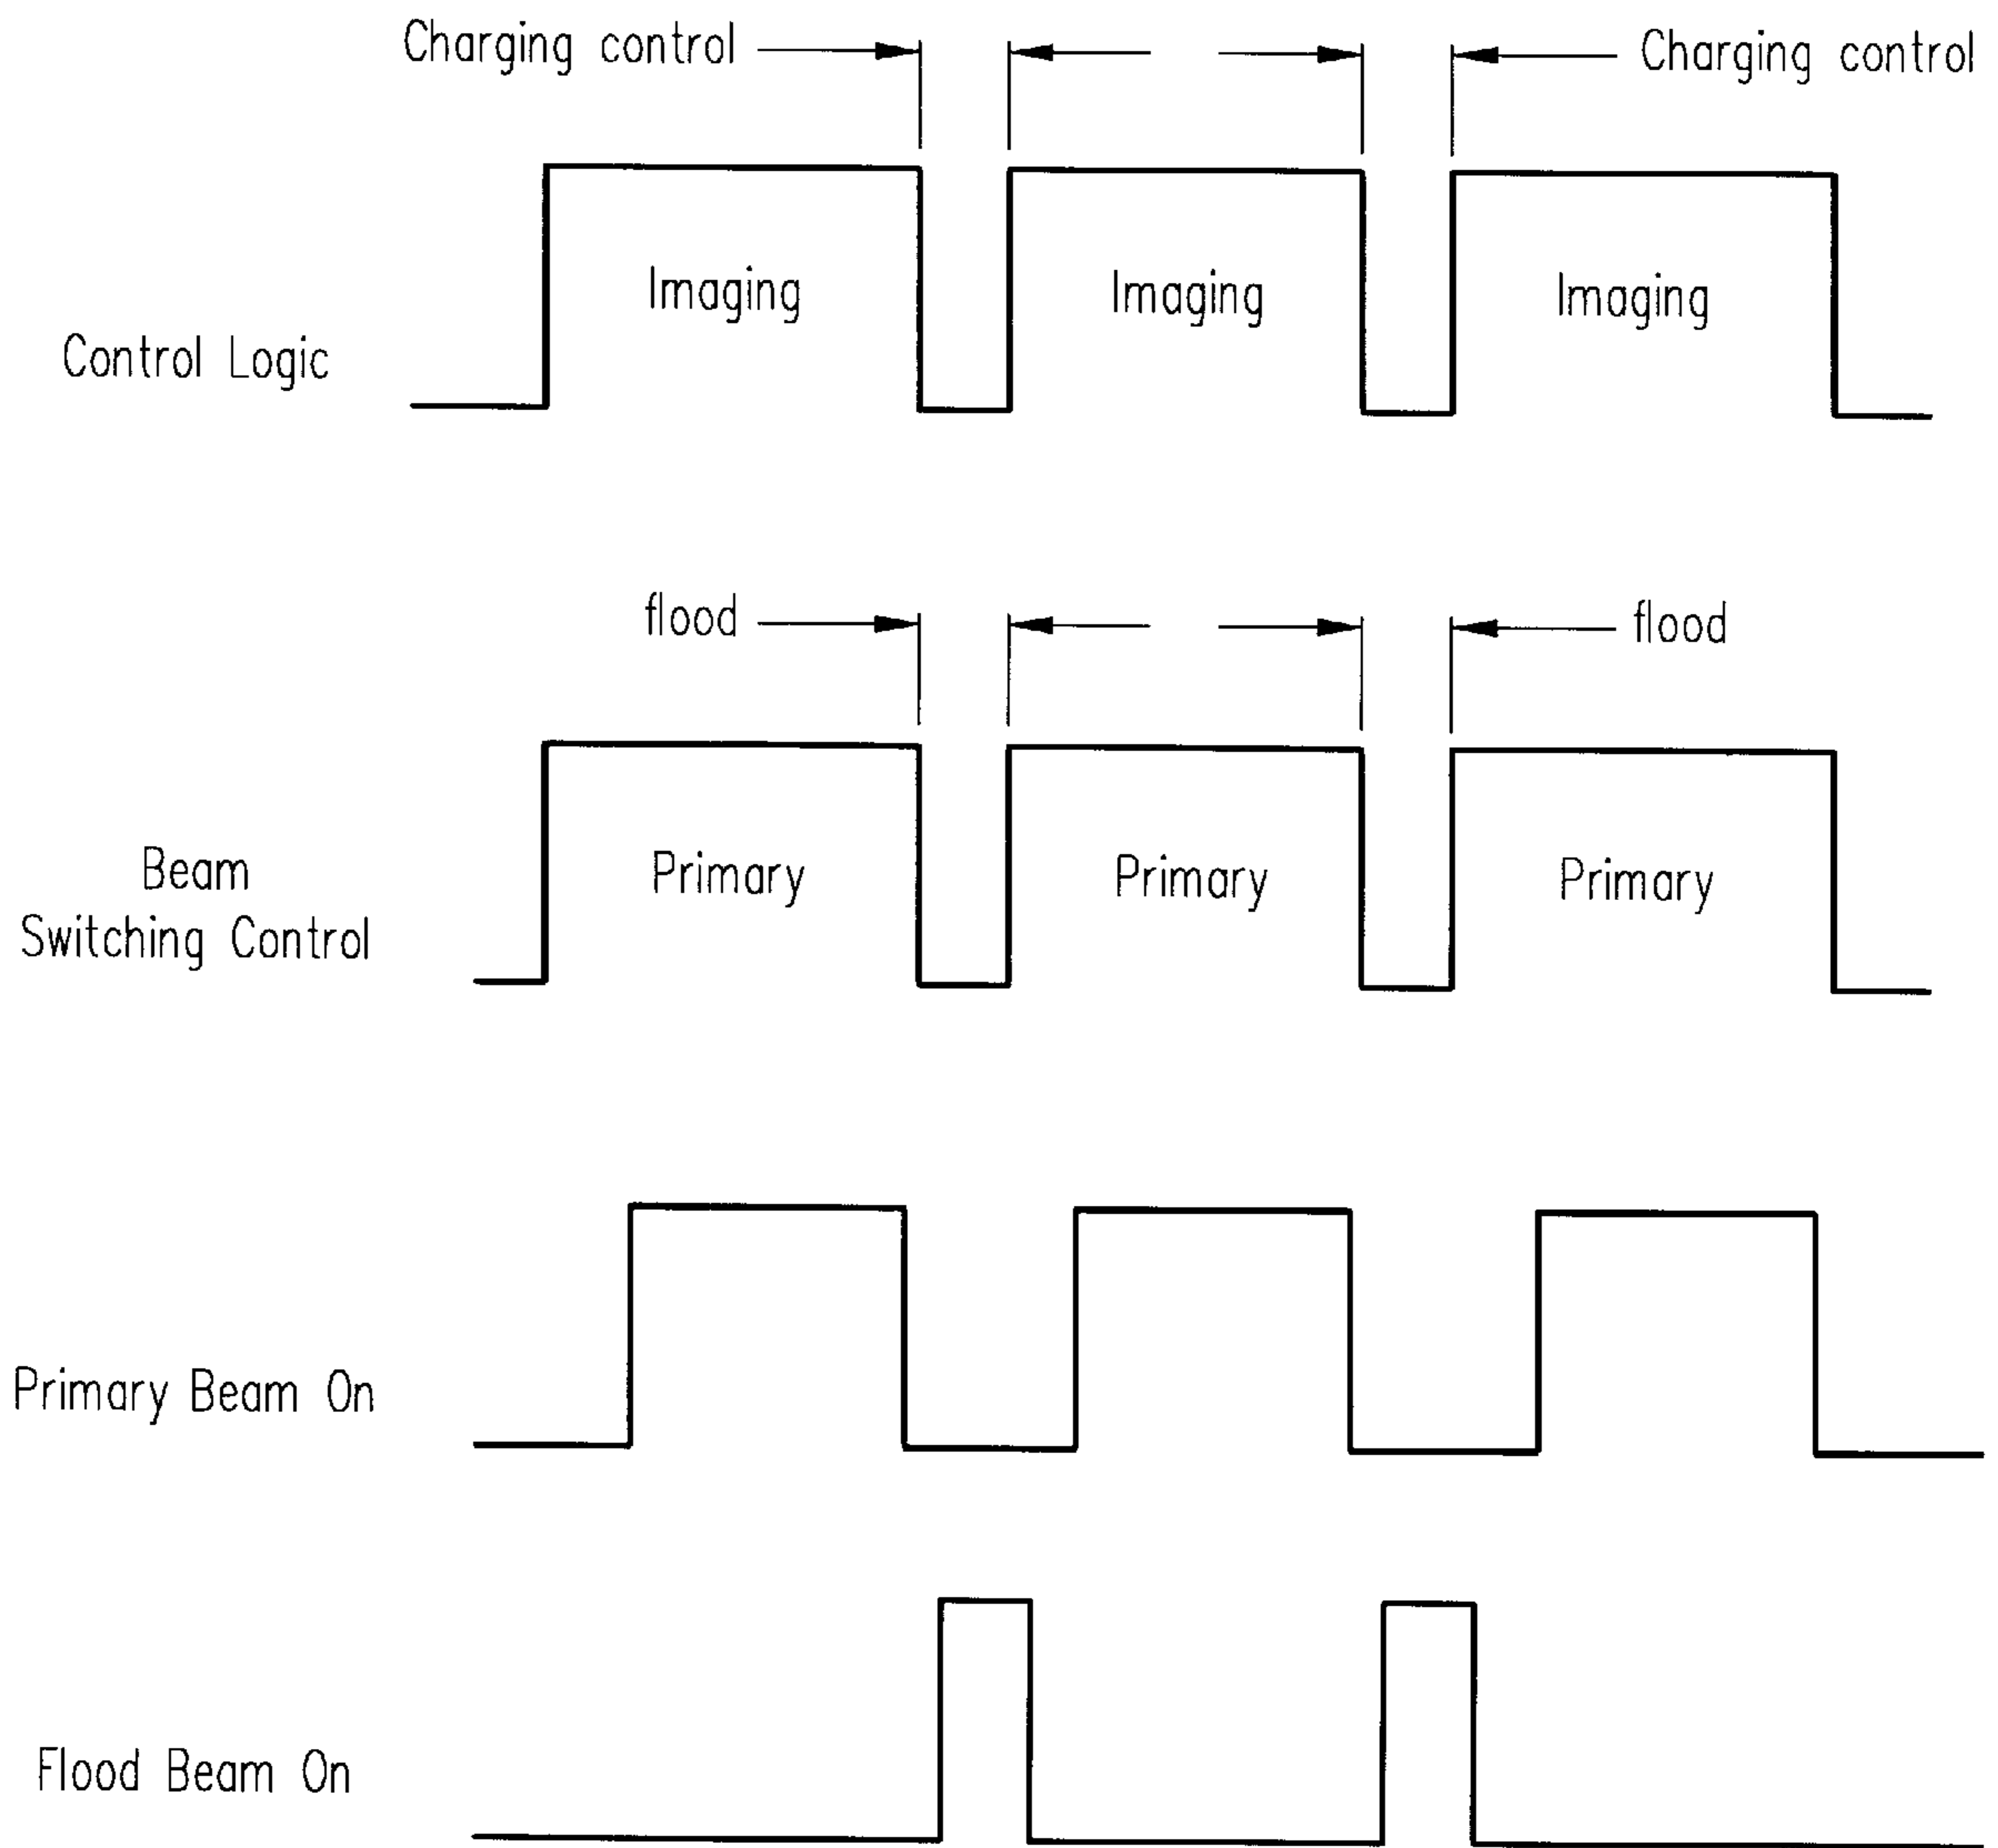 Charging control
Charging control
Imaging
Imaging
Imaging
Control Logic
flood
flood
Primary
Primary
Primary
Beam
Switching Control
Primary Beam On
Flood Beam On